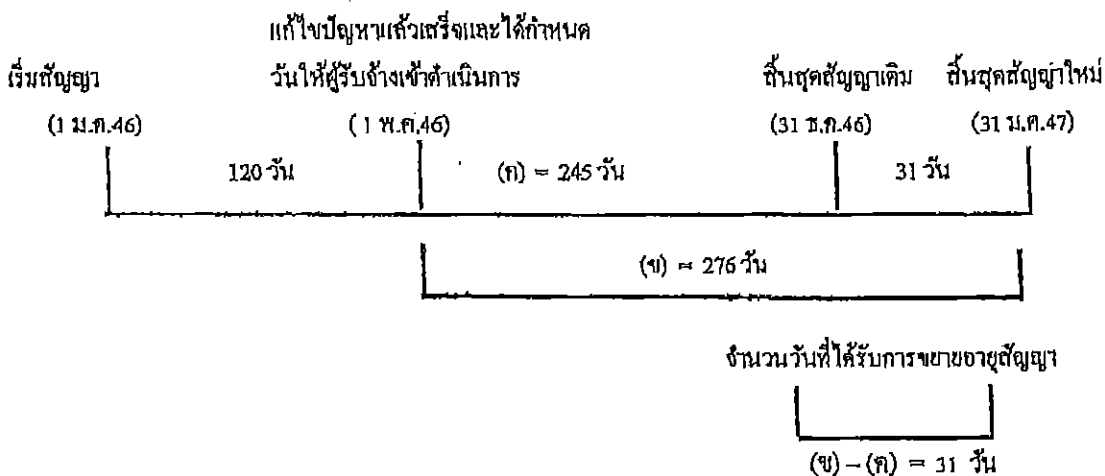 แก้ไขปัญหาแล้วเสร็จและได้กำหนด
เริ่มสัญญา วันให้ผู้รับจ้างเข้าดำเนินการ สิ้นสุดสัญญาเดิม สิ้นสุดสัญญาใหม่
(1 ม.ค.46) (1 พ.ค.46) (31 ธ.ค.46) (31 ม.ค.47)
120 วัน (ก) = 245 วัน 31 วัน
(ข) = 276 วัน
จำนวนวันที่ได้รับการขยายอายุสัญญา
(ข) – (ก) = 31 วัน